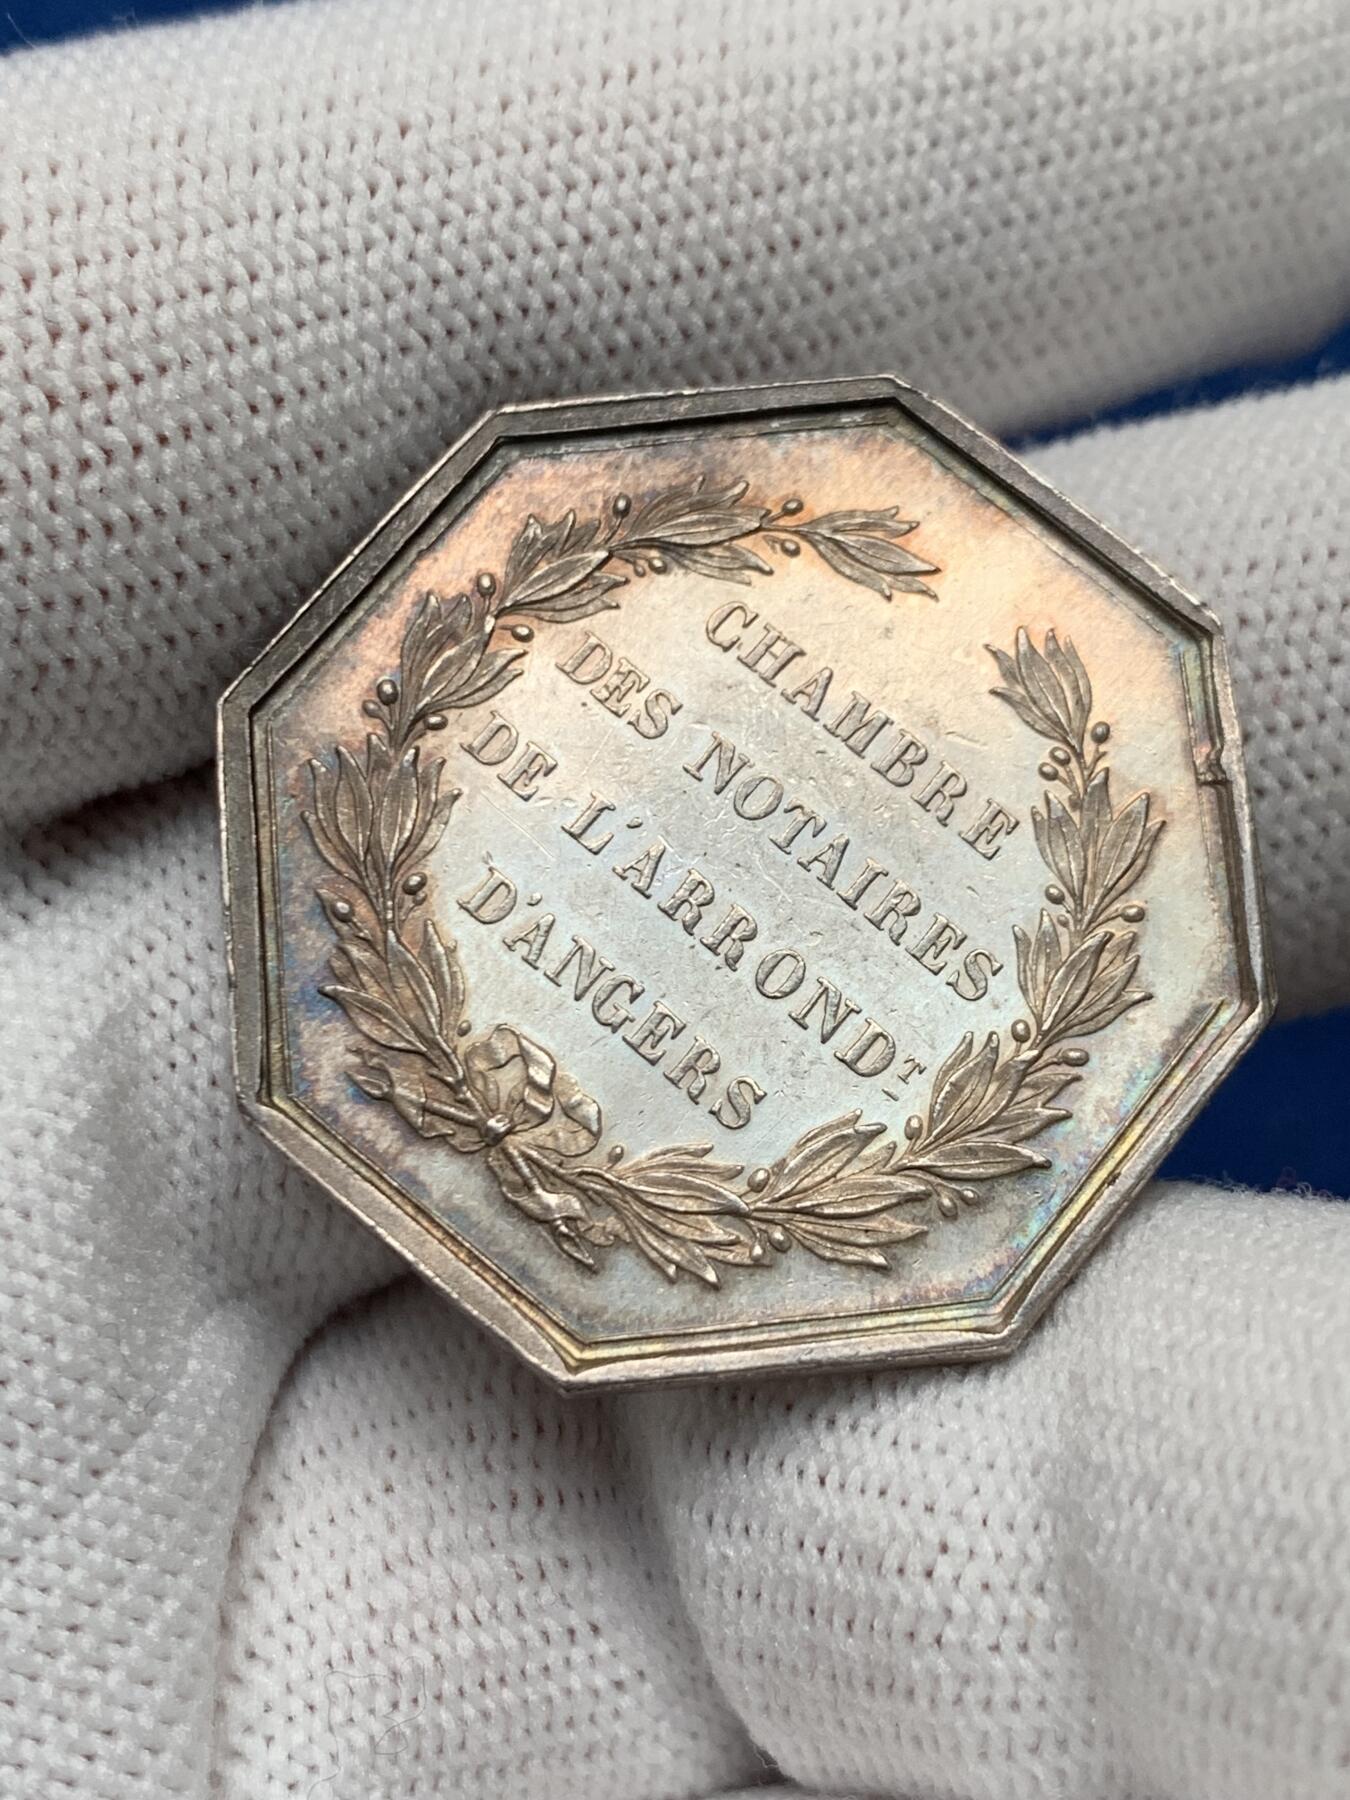 CHAMBRE
DES NOTAIRES
DE L'ARRONDT
D'ANGERS